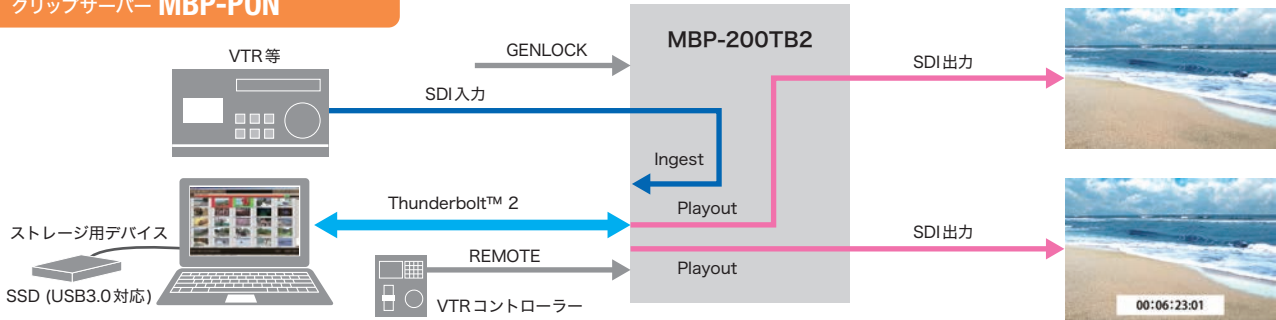 クリップサーバー MBP-PON
VTR等
GENLOCK
MBP-200TB2
SDI出力
SDI入力
Ingest
Thunderbolt™ 2
Playout
ストレージ用デバイス
SDI出力
REMOTE
Playout
SSD (USB3.0対応)
VTRコントローラー
00:06:23:01